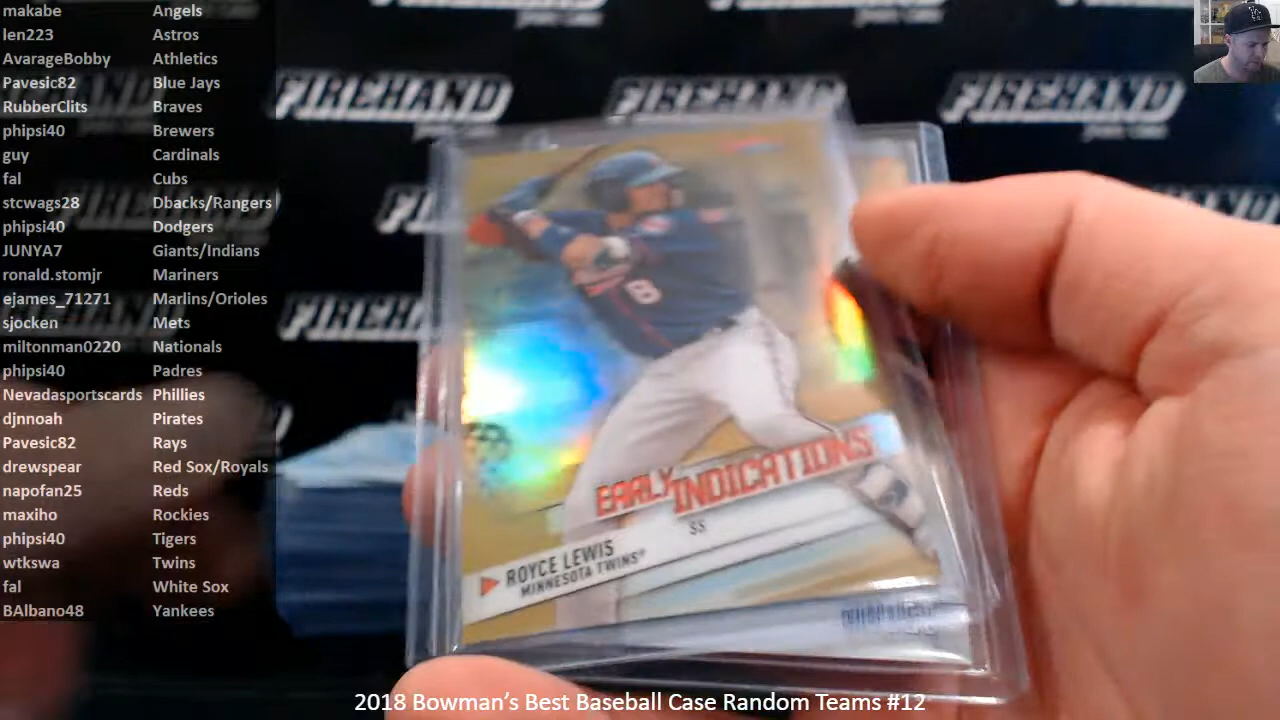 makabe Angels
len223 Astros
AvarageBobby Athletics
Pavesic82 Blue Jays
RubberClits Braves
phipsi40 Brewers
guy Cardinals
fal Cubs
stcwags28 Dbacks/Rangers
phipsi40 Dodgers
JUNYA7 Giants/Indians
ronald.stomjr Mariners
ejames_71271 Marlins/Orioles
sjocken Mets
miltonman0220 Nationals
phipsi40 Padres
Nevadasportscards Phillies
djnnoah Pirates
Pavesic82 Rays
drewspear Red Sox/Royals
napofan25 Reds
maxiho Rockies
phipsi40 Tigers
wtkswa Twins
fal White Sox
BAlbano48 Yankees
FIREHAND
FIREHAND
FIREHAND
FIREHAND
8
EARLY INDICATIONS
SS
ROYCE LEWIS
MINNESOTA TWINS
2018 Bowman's Best Baseball Case Random Teams #12